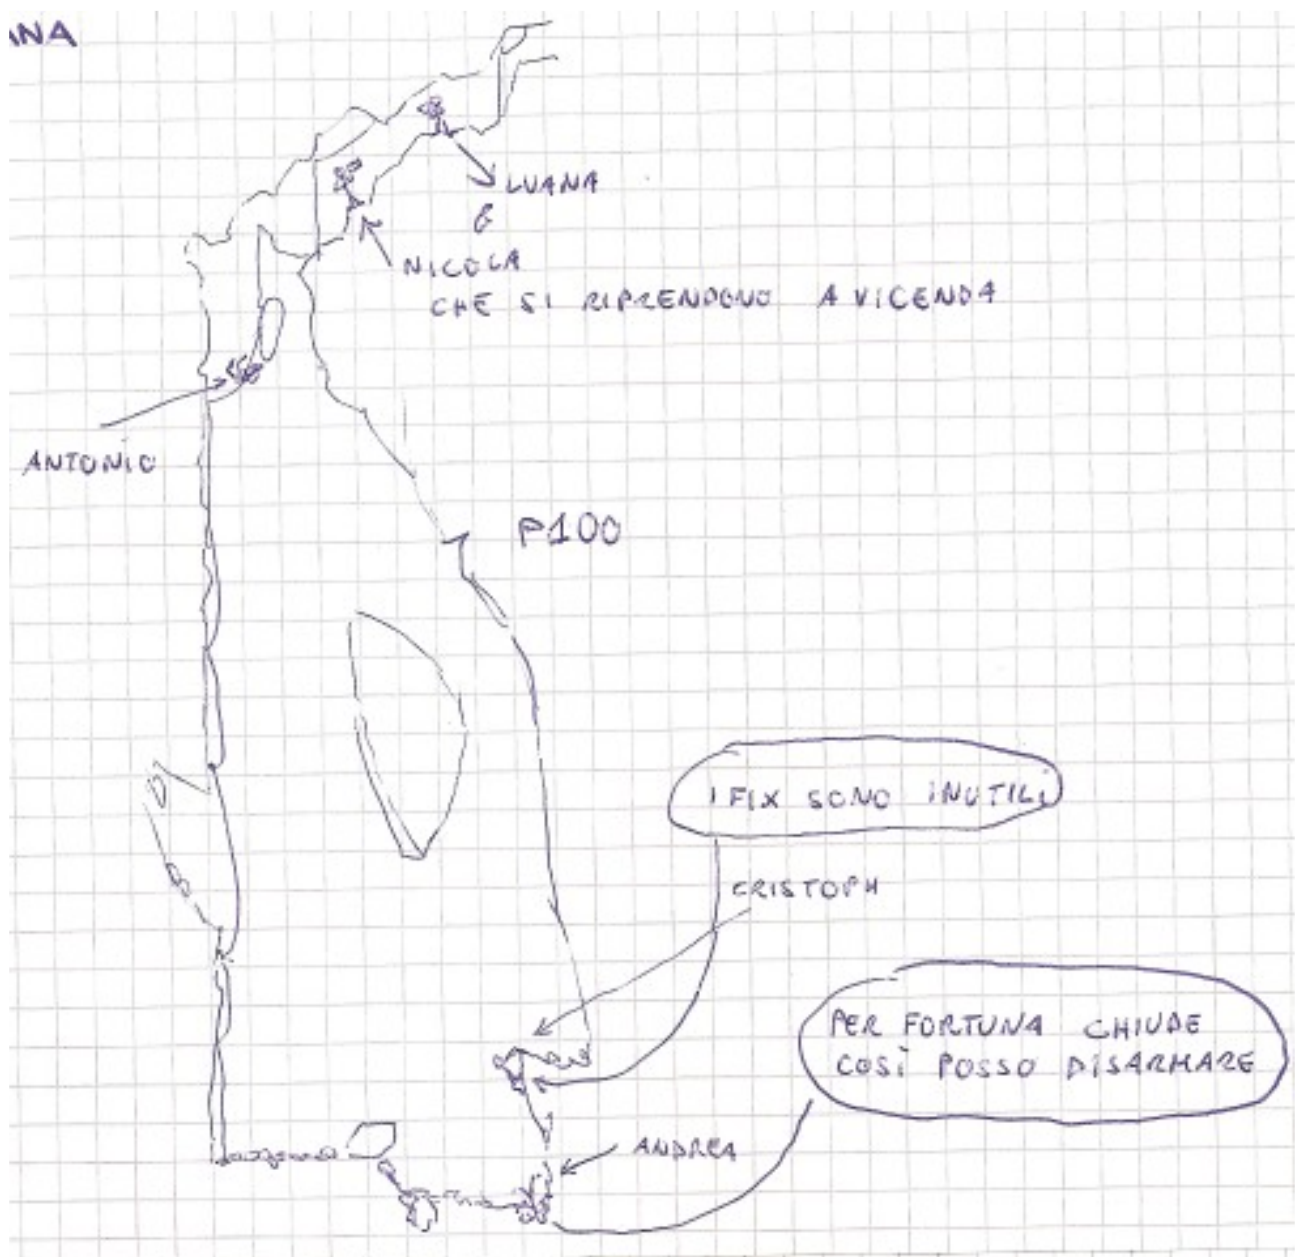 ANA
LUANA
E
NICOLA
CHE SI RIPRENDONO A VICENDA
ANTONIO
P100
I FIX SONO INUTILI
CRISTOPH
PER FORTUNA CHIUDE
COSÌ POSSO DISARMARE
ANDREA